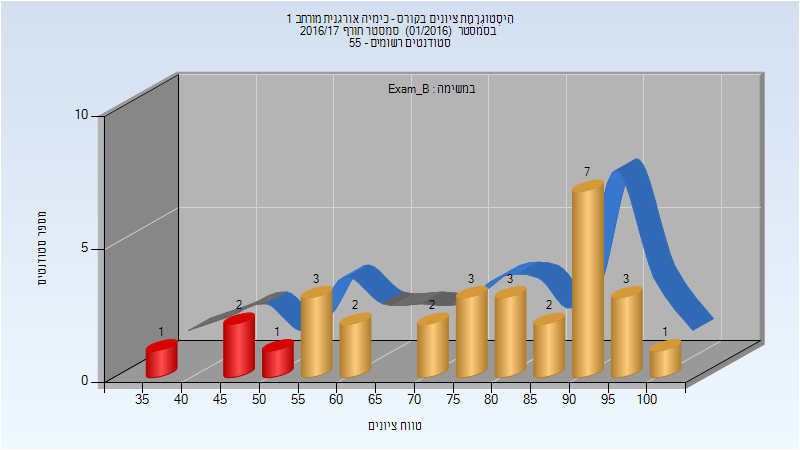 היסטוגרמת ציונים בקורס - כימיה אורגנית מורחב 1
בסמסטר (01/2016) סמסטר חורף 2016/17
סטודנטים רשומים - 55
במשימה : Exam_B
מספר סטודנטים
10
5
0
1
2
1
3
2
2
3
3
2
7
3
1
35 40 45 50 55 60 65 70 75 80 85 90 95 100
טווח ציונים